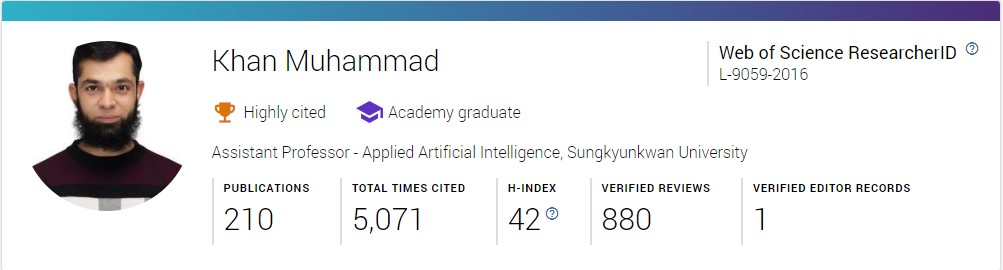 Khan Muhammad
Web of Science ResearcherID ?
L-9059-2016
Highly cited Academy graduate
Assistant Professor - Applied Artificial Intelligence, Sungkyunkwan University
PUBLICATIONS TOTAL TIMES CITED H-INDEX VERIFIED REVIEWS VERIFIED EDITOR RECORDS
210 5,071 42 ? 880 1